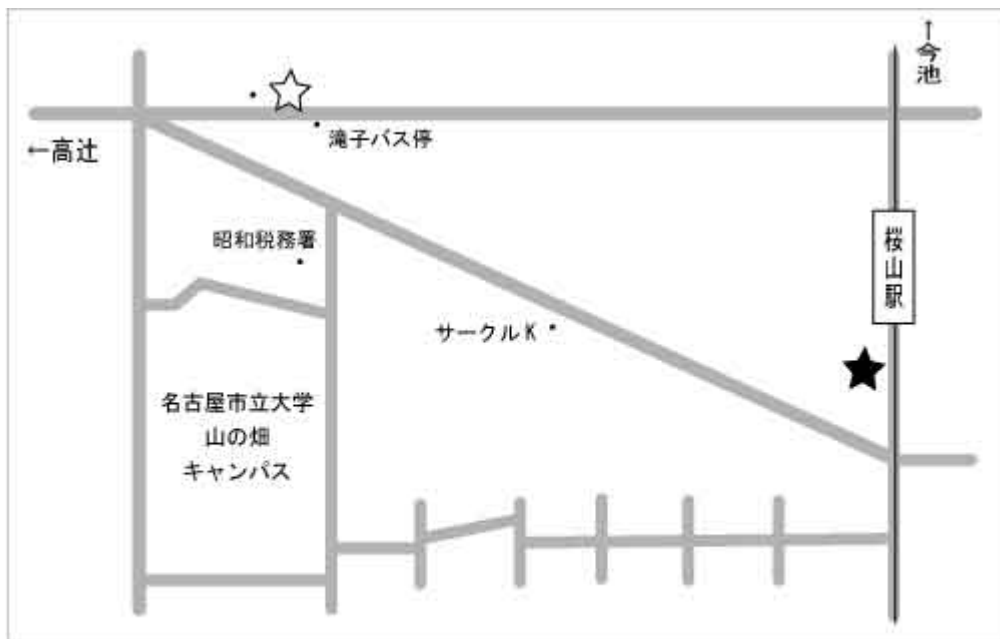 ↑今池
←高辻
滝子バス停
昭和税務署
桜山駅
サークルK
名古屋市立大学
山の畑
キャンパス